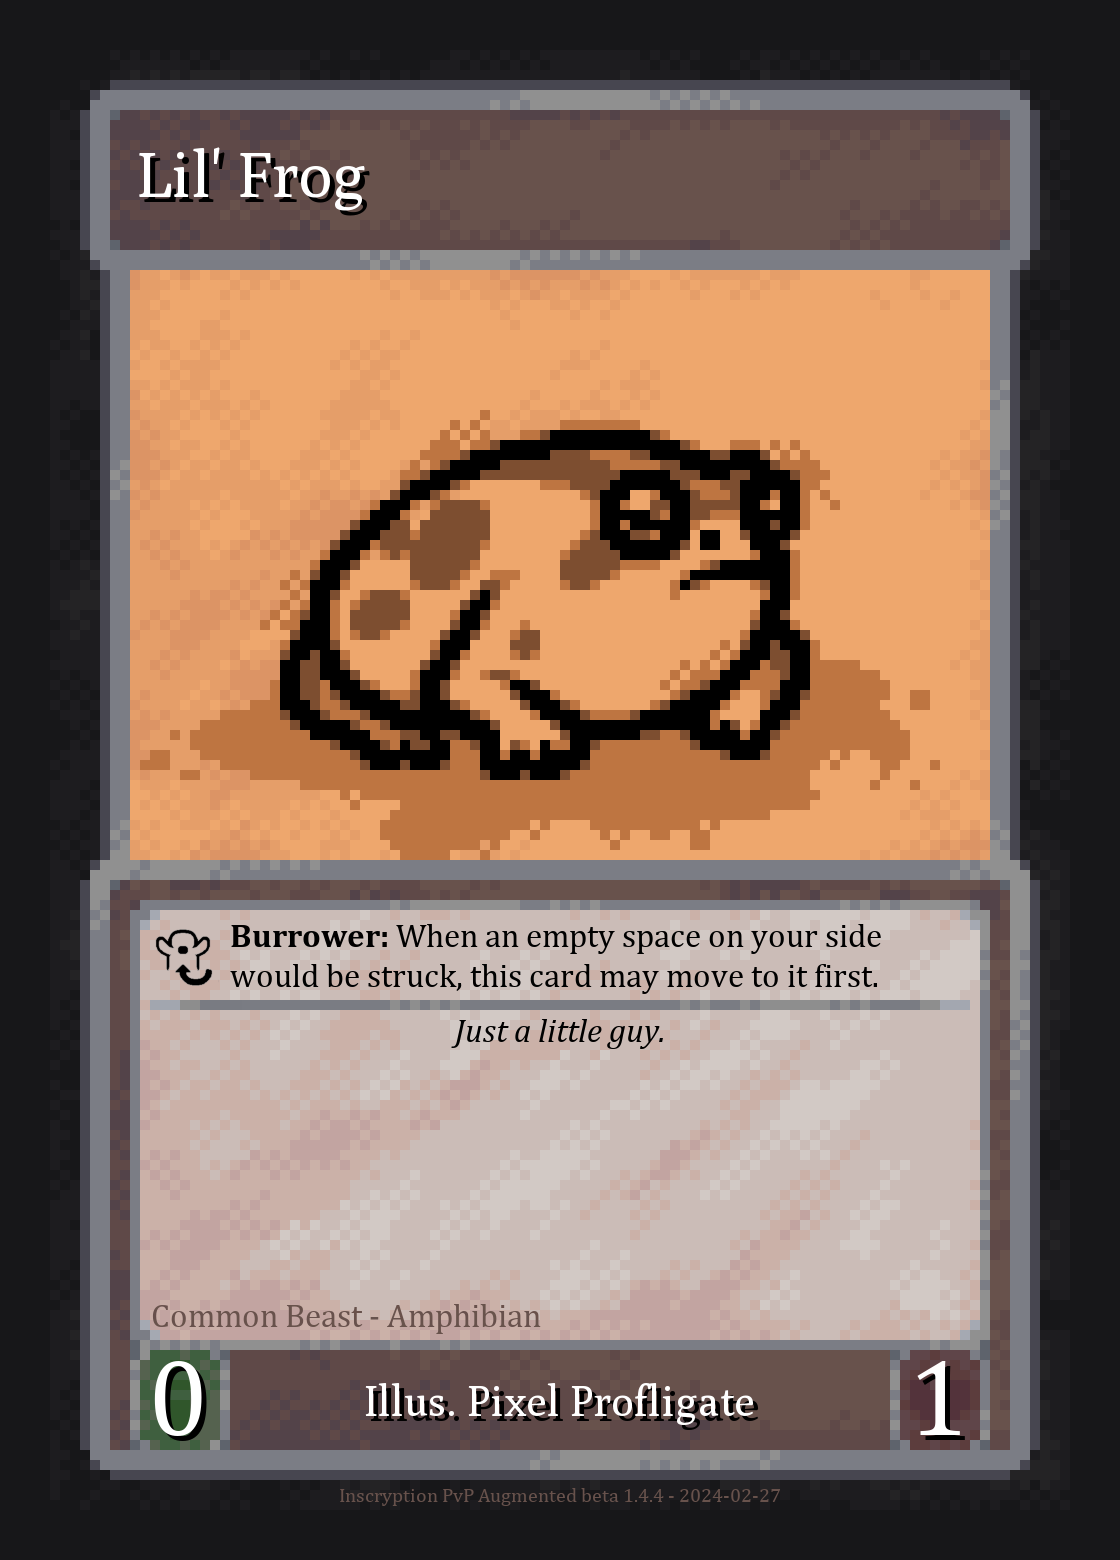 Lil' Frog
Burrower: When an empty space on your side
would be struck, this card may move to it first.
Just a little guy.
Common Beast - Amphibian
0
Illus. Pixel Profligate
1
Inscryption PvP Augmented beta 1.4.4 - 2024-02-27